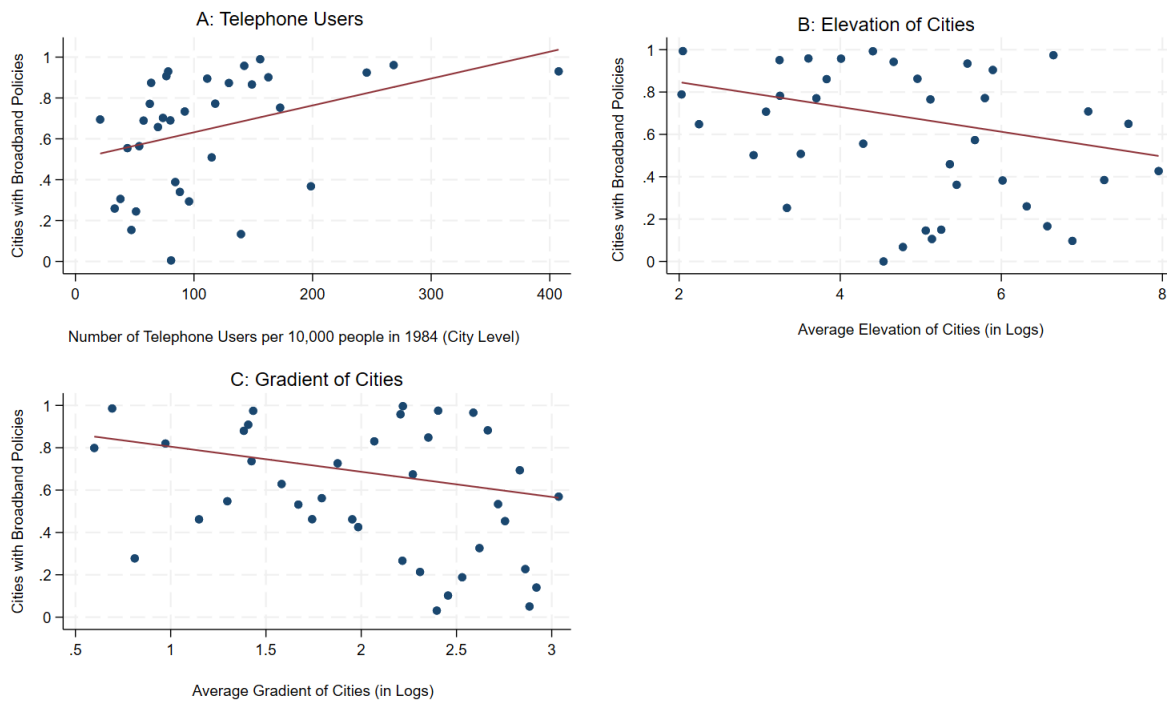 A: Telephone Users
Cities with Broadband Policies
1
.8
.6
.4
.2
0
0 100 200 300 400
Number of Telephone Users per 10,000 people in 1984 (City Level)
B: Elevation of Cities
Cities with Broadband Policies
1
.8
.6
.4
.2
0
2 4 6 8
Average Elevation of Cities (in Logs)
C: Gradient of Cities
Cities with Broadband Policies
1
.8
.6
.4
.2
0
.5 1 1.5 2 2.5 3
Average Gradient of Cities (in Logs)